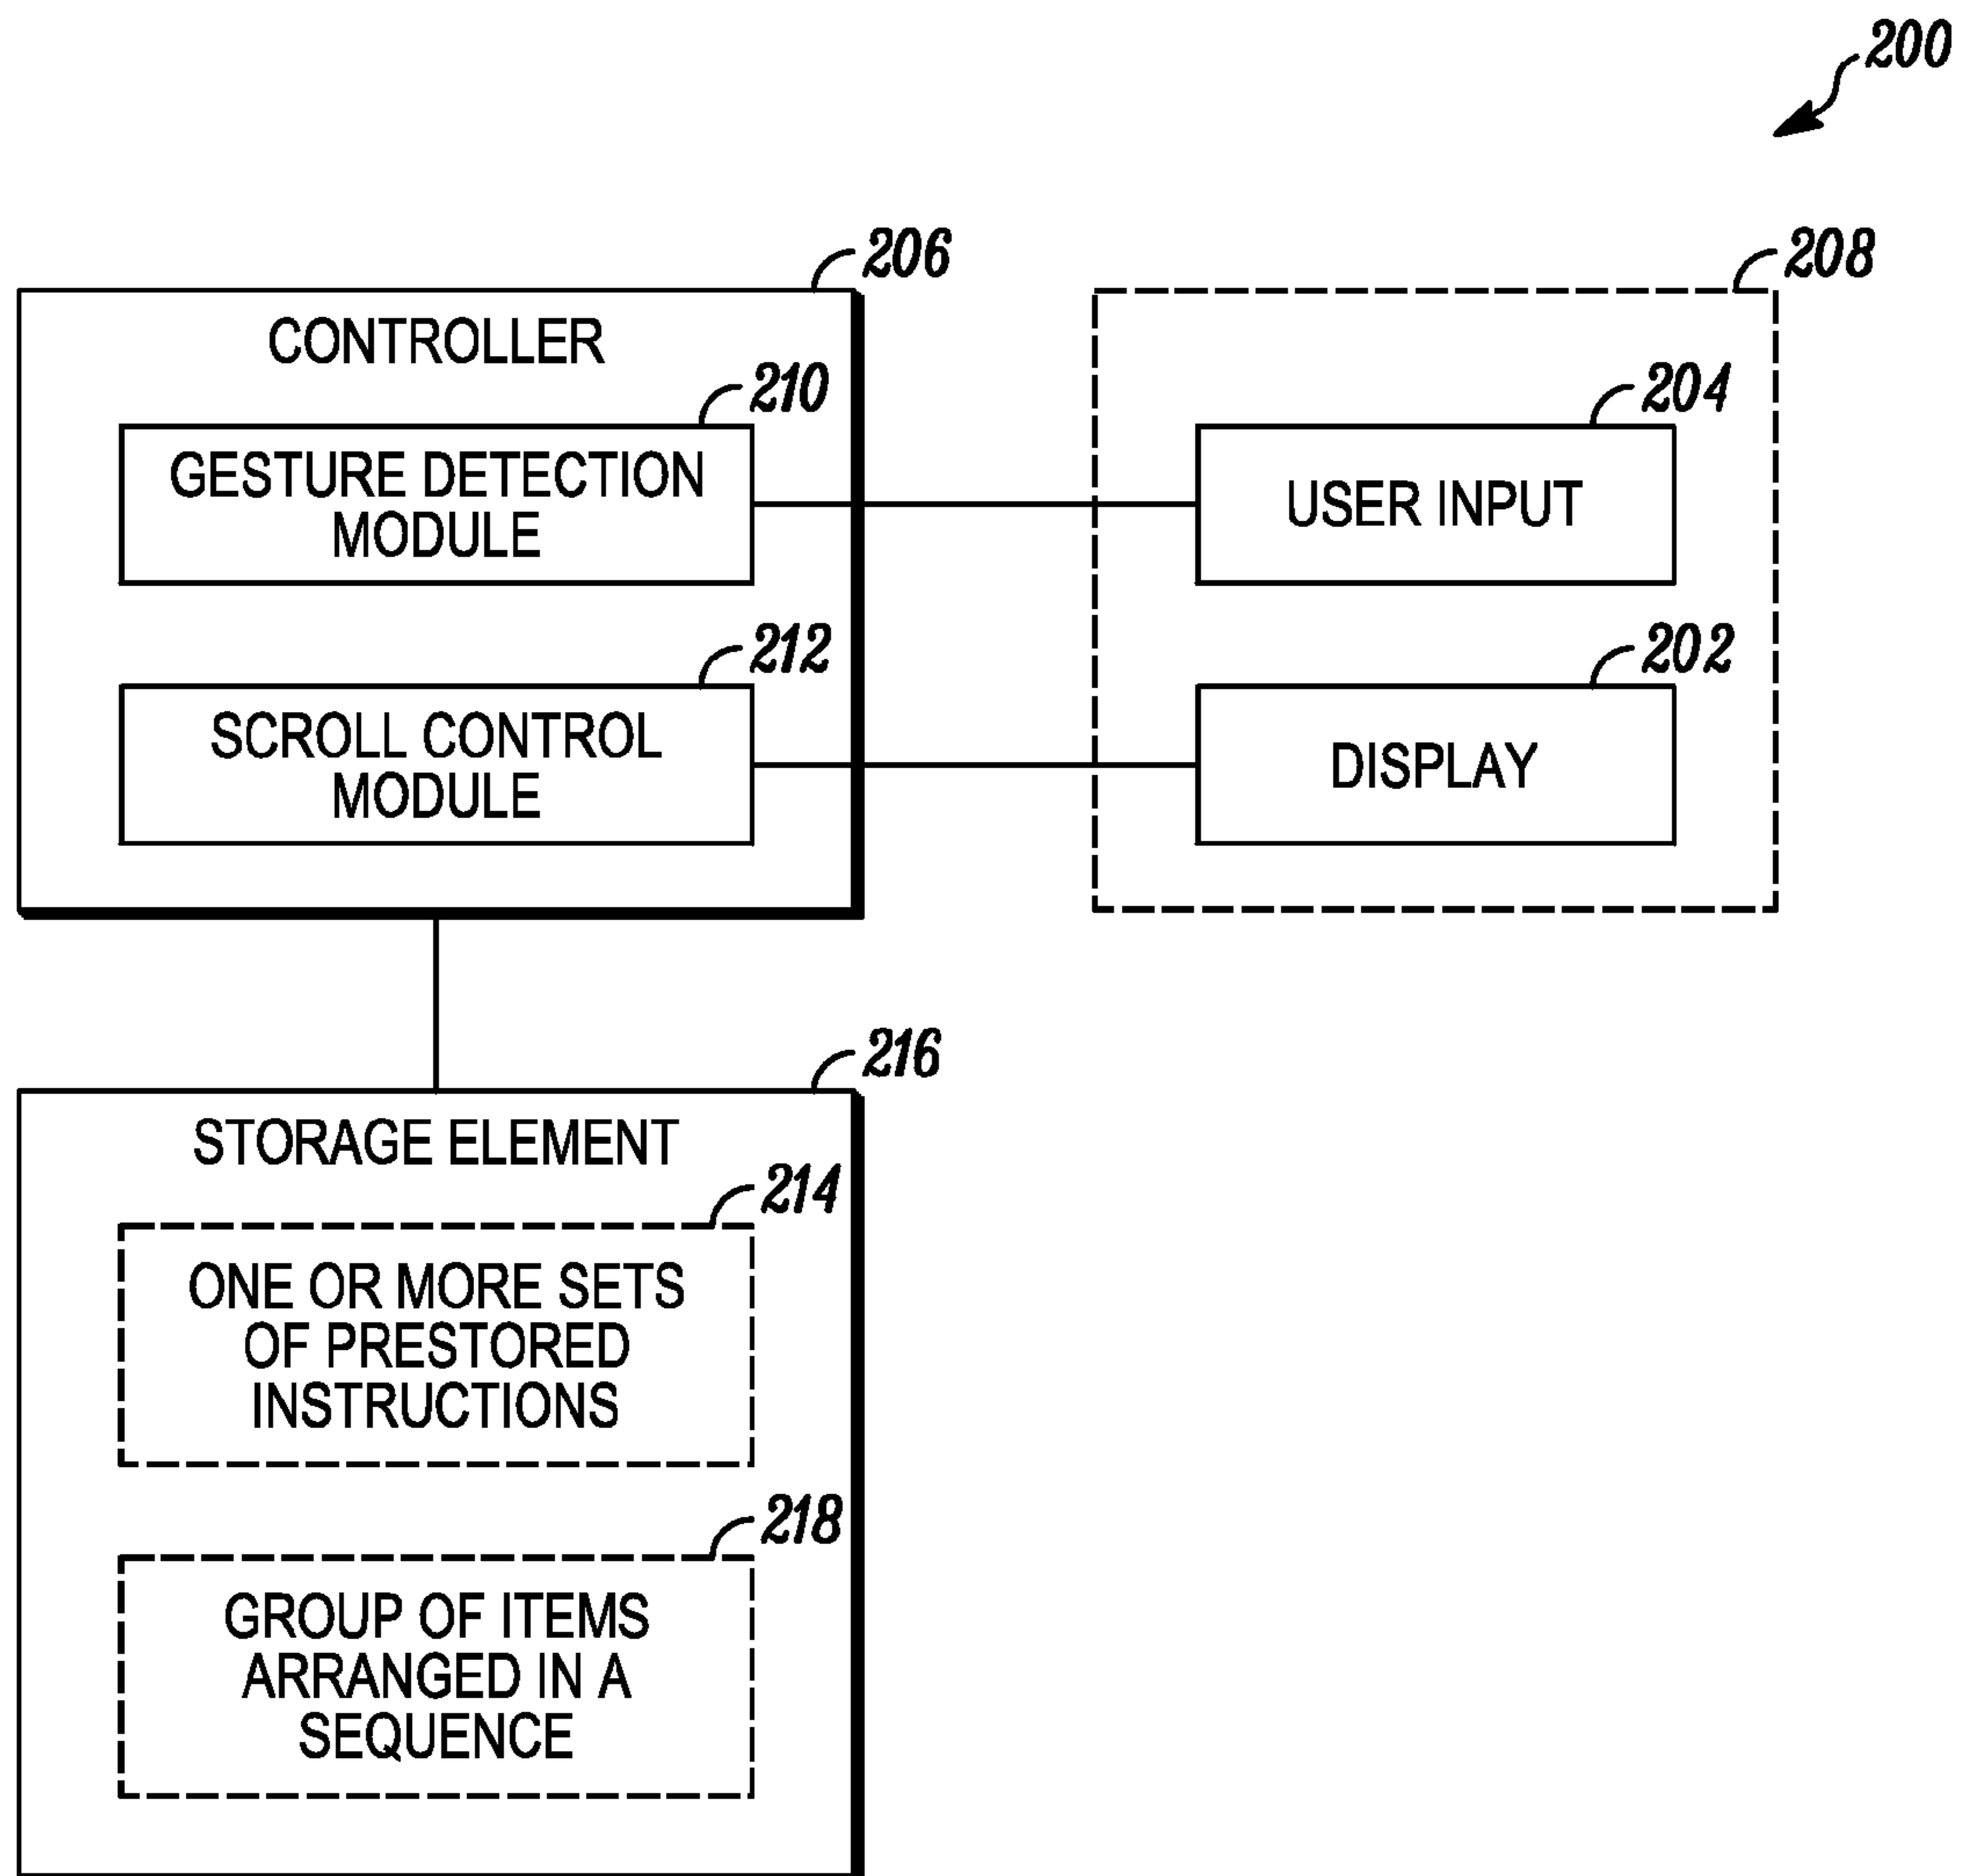 200
206
208
CONTROLLER
210
204
GESTURE DETECTION
MODULE
USER INPUT
212
202
SCROLL CONTROL
MODULE
DISPLAY
216
STORAGE ELEMENT
214
ONE OR MORE SETS
OF PRESTORED
INSTRUCTIONS
218
GROUP OF ITEMS
ARRANGED IN A
SEQUENCE